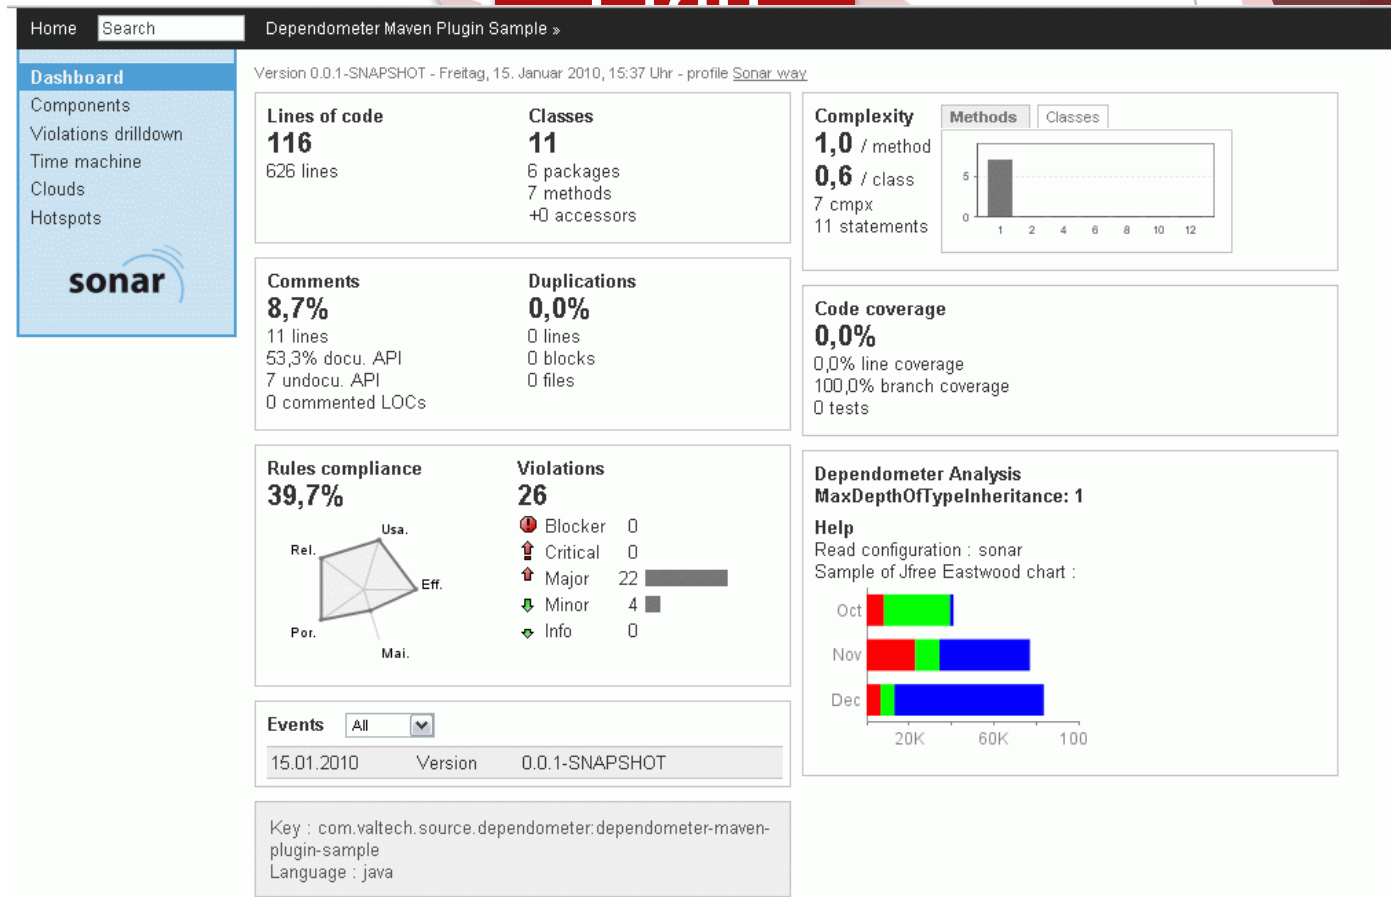 Home
Search
Dependometer Maven Plugin Sample »
Dashboard
Components
Violations drilldown
Time machine
Clouds
Hotspots
sonar
Version 0.0.1-SNAPSHOT - Freitag, 15. Januar 2010, 15:37 Uhr - profile Sonar way
Lines of code
116
626 lines
Classes
11
6 packages
7 methods
+0 accessors
Comments
8,7%
11 lines
53,3% docu. API
7 undocu. API
0 commented LOCs
Duplications
0,0%
0 lines
0 blocks
0 files
Rules compliance
39,7%
Usa.
Rel.
Eff.
Por.
Mai.
Violations
26
Blocker 0
Critical 0
Major 22
Minor 4
Info 0
Events
All
15.01.2010 Version 0.0.1-SNAPSHOT
Key : com.valtech.source.dependometer:dependometer-maven-
plugin-sample
Language : java
Complexity
1,0 / method
0,6 / class
7 cmpx
11 statements
Methods
Classes
5
0
1 2 4 6 8 10 12
Code coverage
0,0%
0,0% line coverage
100,0% branch coverage
0 tests
Dependometer Analysis
MaxDepthOfTypeInheritance: 1
Help
Read configuration : sonar
Sample of Jfree Eastwood chart :
Oct
Nov
Dec
20K 60K 100